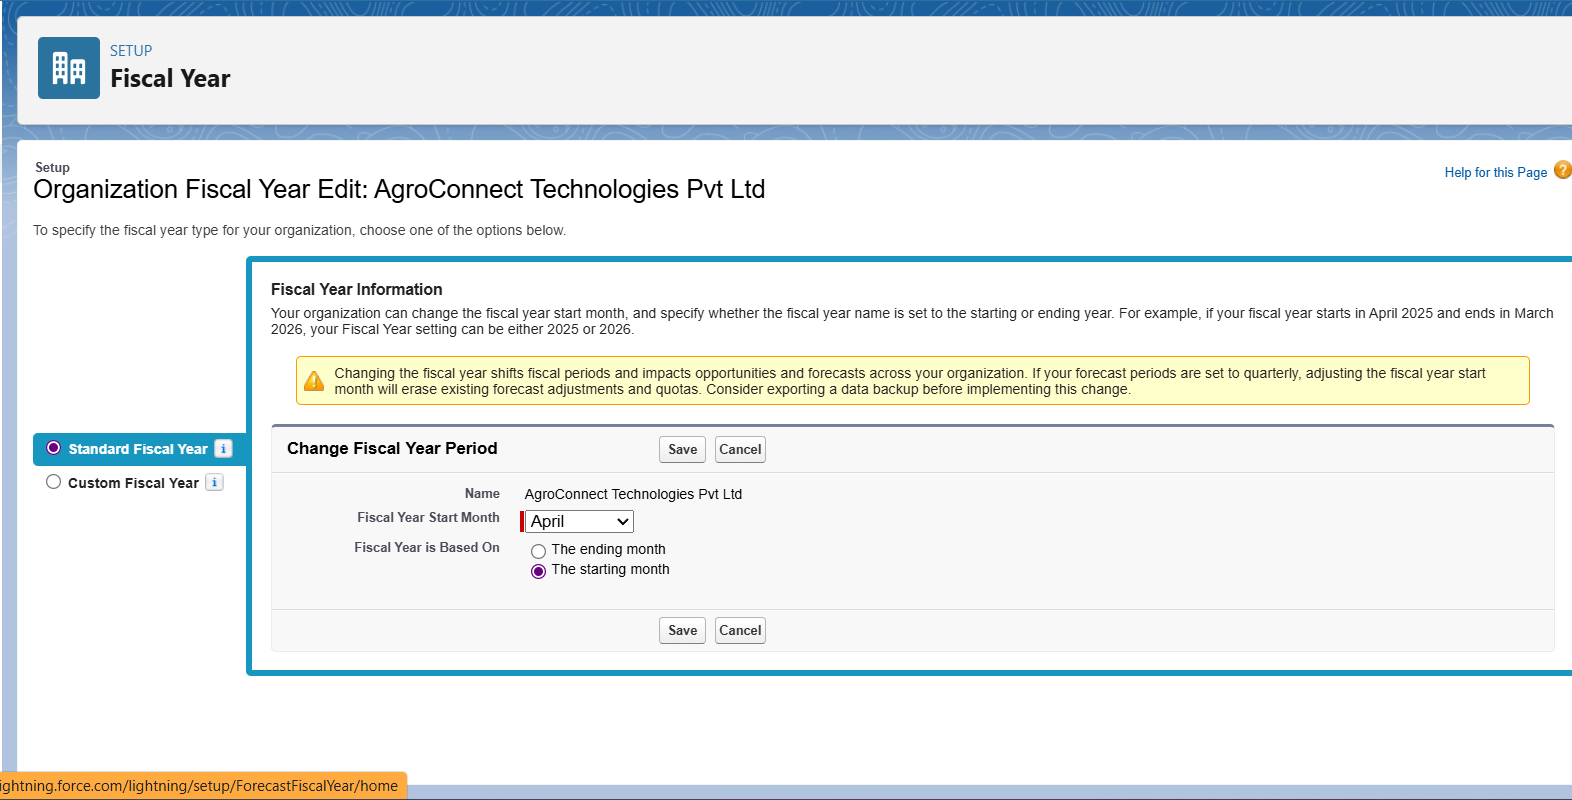 SETUP
Fiscal Year
Setup
Organization Fiscal Year Edit: AgroConnect Technologies Pvt Ltd
Help for this Page ?
To specify the fiscal year type for your organization, choose one of the options below.
Fiscal Year Information
Your organization can change the fiscal year start month, and specify whether the fiscal year name is set to the starting or ending year. For example, if your fiscal year starts in April 2025 and ends in March
2026, your Fiscal Year setting can be either 2025 or 2026.
Changing the fiscal year shifts fiscal periods and impacts opportunities and forecasts across your organization. If your forecast periods are set to quarterly, adjusting the fiscal year start
month will erase existing forecast adjustments and quotas. Consider exporting a data backup before implementing this change.
Standard Fiscal Year i
Custom Fiscal Year i
Change Fiscal Year Period Save Cancel
Name AgroConnect Technologies Pvt Ltd
Fiscal Year Start Month April
Fiscal Year is Based On The ending month
The starting month
Save Cancel
ightning.force.com/lightning/setup/ForecastFiscalYear/home